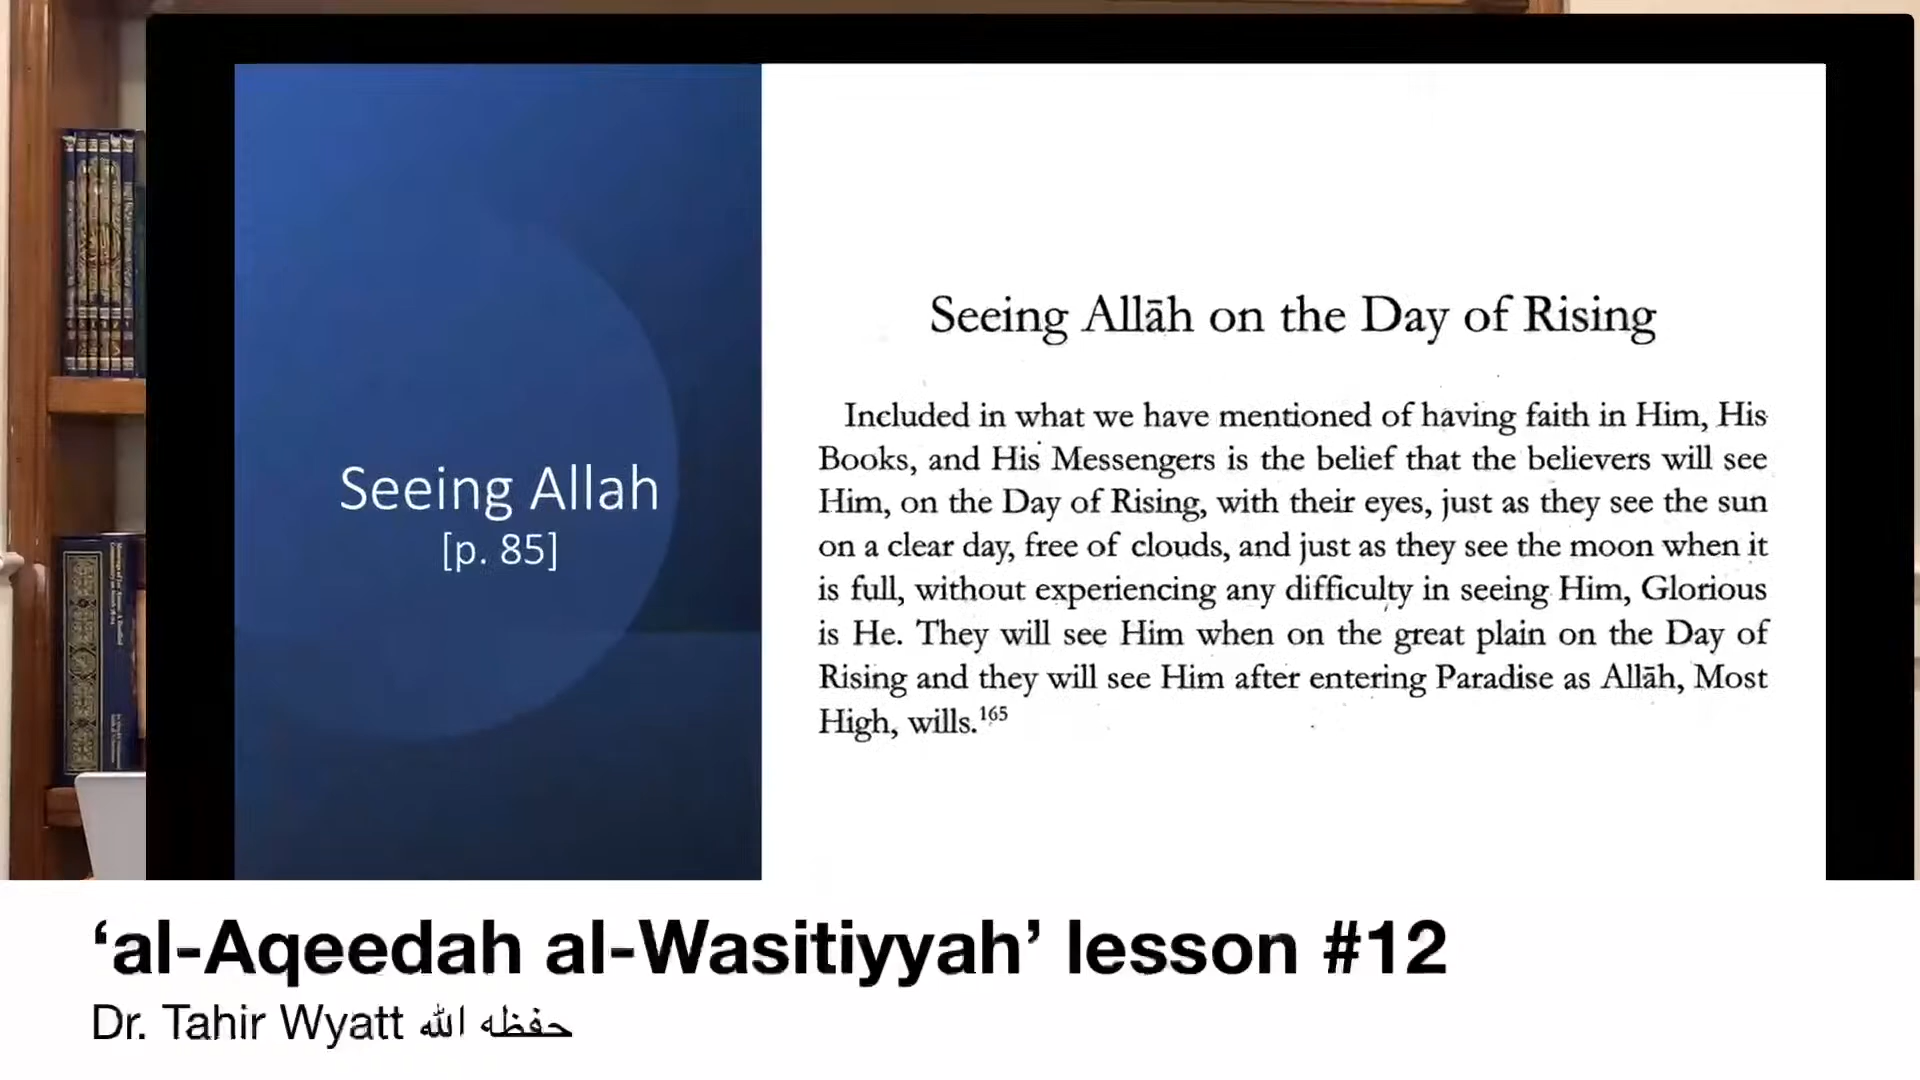 Seeing Allah
[p. 85]
Seeing Allāh on the Day of Rising
Included in what we have mentioned of having faith in Him, His
Books, and His Messengers is the belief that the believers will see
Him, on the Day of Rising, with their eyes, just as they see the sun
on a clear day, free of clouds, and just as they see the moon when it
is full, without experiencing any difficulty in seeing Him, Glorious
is He. They will see Him when on the great plain on the Day of
Rising and they will see Him after entering Paradise as Allāh, Most
High, wills.¹⁶⁵
‘al-Aqeedah al-Wasitiyyah’ lesson #12
Dr. Tahir Wyatt حفظه الله